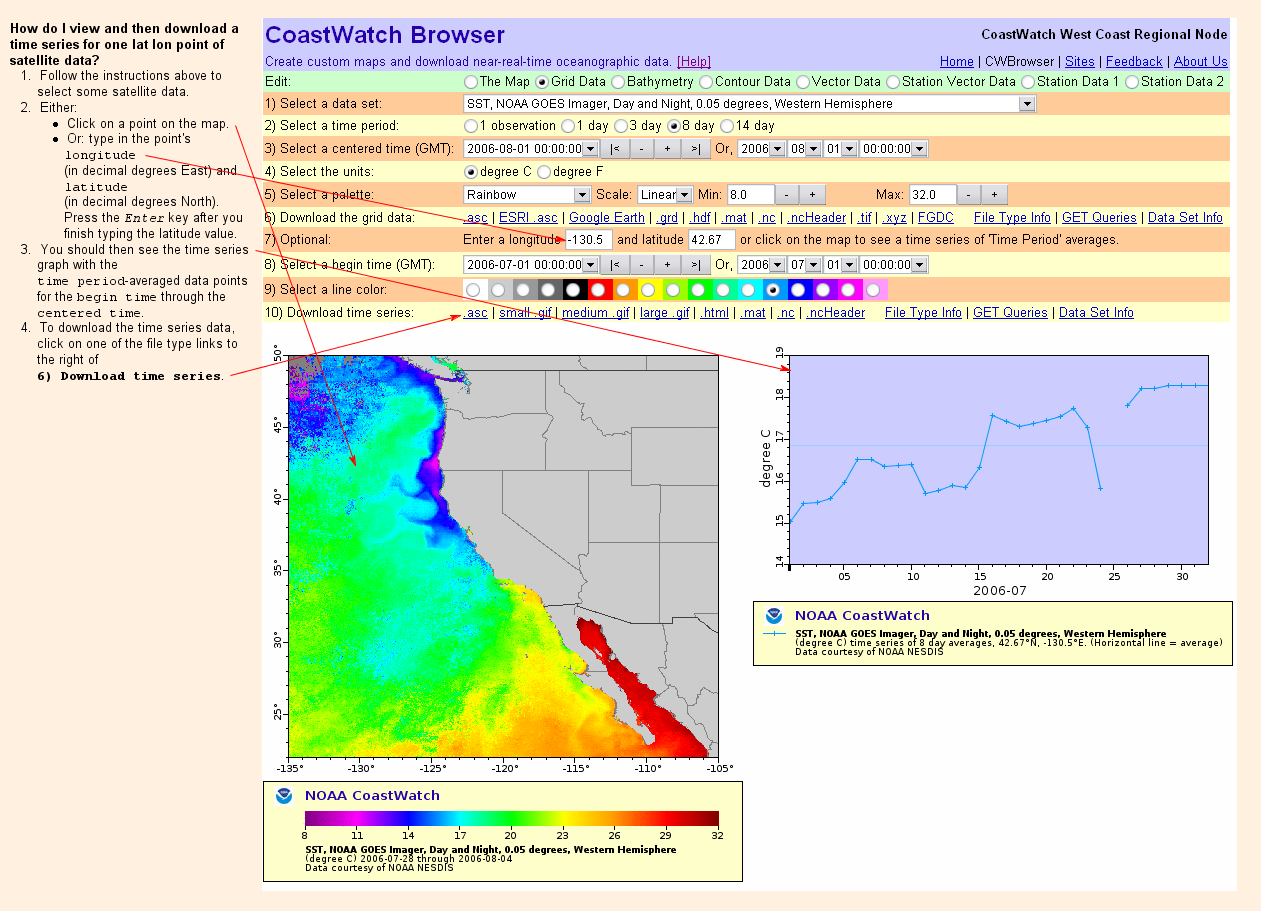 How do I view and then download a
time series for one lat lon point of
satellite data?
1. Follow the instructions above to
select some satellite data.
2. Either:
• Click on a point on the map.
• Or: type in the point's
longitude
(in decimal degrees East) and
latitude
(in decimal degrees North).
Press the Enter key after you
finish typing the latitude value.
3. You should then see the time series
graph with the
time period-averaged data points
for the begin time through the
centered time.
4. To download the time series data,
click on one of the file type links to
the right of
6) Download time series.
CoastWatch Browser
CoastWatch West Coast Regional Node
Create custom maps and download near-real-time oceanographic data. [Help]
Home | CWBrowser | Sites | Feedback | About Us
Edit: The Map Grid Data Bathymetry Contour Data Vector Data Station Vector Data Station Data 1 Station Data 2
1) Select a data set: SST, NOAA GOES Imager, Day and Night, 0.05 degrees, Western Hemisphere
2) Select a time period: 1 observation 1 day 3 day 8 day 14 day
3) Select a centered time (GMT): 2006-08-01 00:00:00 |< - + >| Or, 2006 08 01 00:00:00
4) Select the units: degree C degree F
5) Select a palette: Rainbow Scale: Linear Min: 8.0 - + Max: 32.0 - +
6) Download the grid data: .asc | ESRI .asc | Google Earth | .grd | .hdf | .mat | .nc | .ncHeader | .tif | .xyz | FGDC File Type Info | GET Queries | Data Set Info
7) Optional: Enter a longitude -130.5 and latitude 42.67 or click on the map to see a time series of 'Time Period' averages.
8) Select a begin time (GMT): 2006-07-01 00:00:00 |< - + >| Or, 2006 07 01 00:00:00
9) Select a line color:
10) Download time series: .asc | small .gif | medium .gif | large .gif | .html | .mat | .nc | .ncHeader File Type Info | GET Queries | Data Set Info
50°
45°
40°
35°
30°
25°
-135° -130° -125° -120° -115° -110° -105°
NOAA CoastWatch
8 11 14 17 20 23 26 29 32
SST, NOAA GOES Imager, Day and Night, 0.05 degrees, Western Hemisphere
(degree C) 2006-07-28 through 2006-08-04
Data courtesy of NOAA NESDIS
degree C
19
18
17
16
15
14
05 10 15 20 25 30
2006-07
NOAA CoastWatch
SST, NOAA GOES Imager, Day and Night, 0.05 degrees, Western Hemisphere
(degree C) time series of 8 day averages, 42.67°N, -130.5°E. (Horizontal line = average)
Data courtesy of NOAA NESDIS